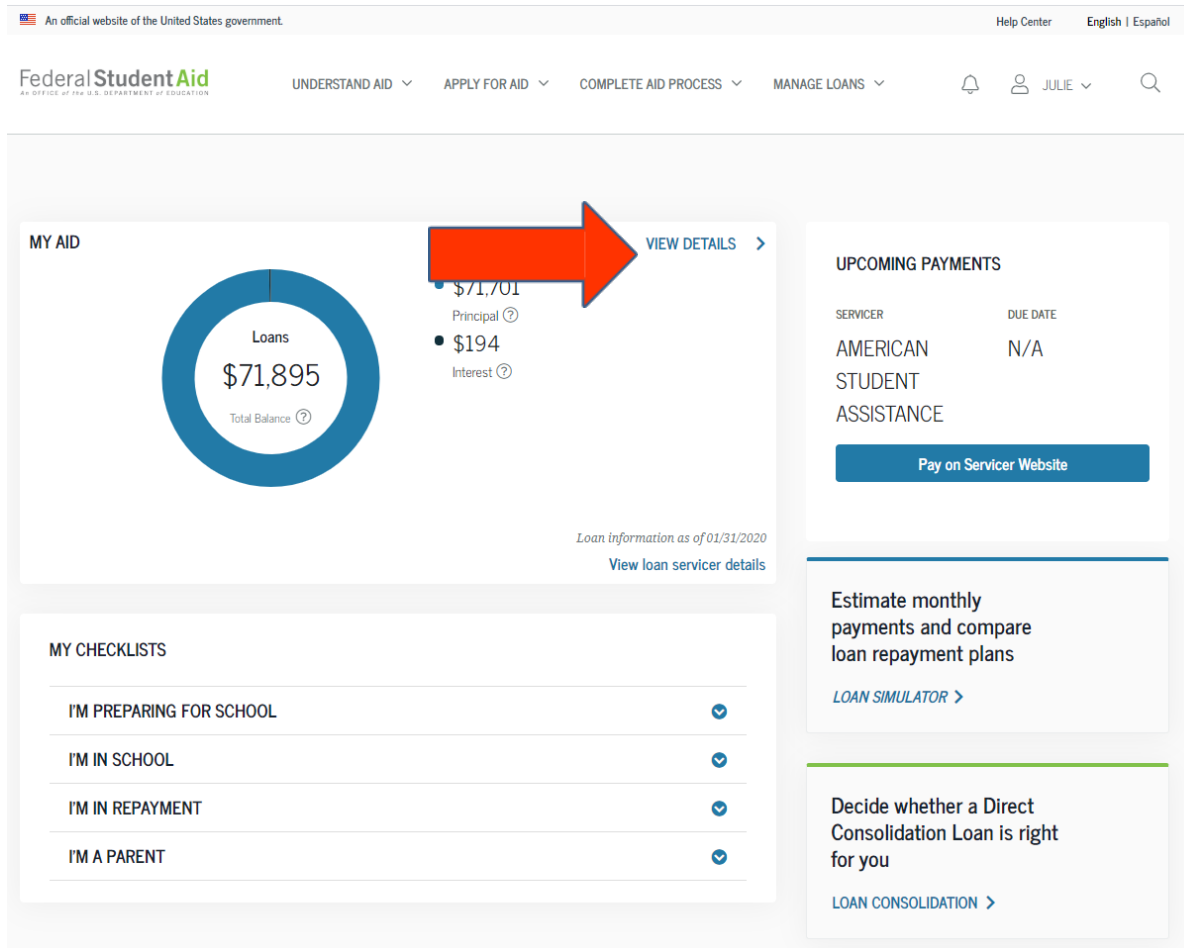 An official website of the United States government.
Help Center English | Español
Federal Student Aid
An OFFICE of the U.S. DEPARTMENT of EDUCATION
UNDERSTAND AID APPLY FOR AID COMPLETE AID PROCESS MANAGE LOANS JULIE
MY AID
VIEW DETAILS
Loans
$71,895
Total Balance ?
$71,701
Principal ?
$194
Interest ?
Loan information as of 01/31/2020
View loan servicer details
UPCOMING PAYMENTS
SERVICER DUE DATE
AMERICAN N/A
STUDENT
ASSISTANCE
Pay on Servicer Website
Estimate monthly
payments and compare
loan repayment plans
LOAN SIMULATOR
MY CHECKLISTS
I'M PREPARING FOR SCHOOL
I'M IN SCHOOL
I'M IN REPAYMENT
I'M A PARENT
Decide whether a Direct
Consolidation Loan is right
for you
LOAN CONSOLIDATION